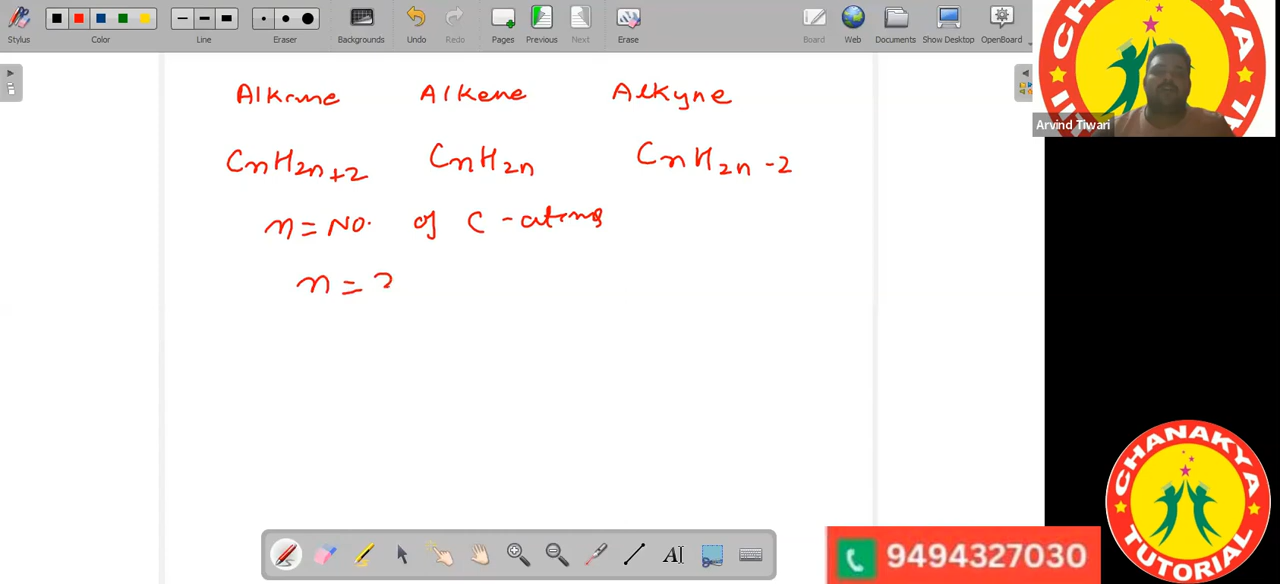 Stylus Color Line Eraser Backgrounds Undo Redo Pages Previous Next Erase Board Web Documents Show Desktop OpenBoard
Alkane Alkene Alkyne
CnH2n+2 CnH2n CnH2n-2
n = No. of C-atoms
n = 2
Arvind Tiwari
CHANAKYA
TUTORIAL
9494327030